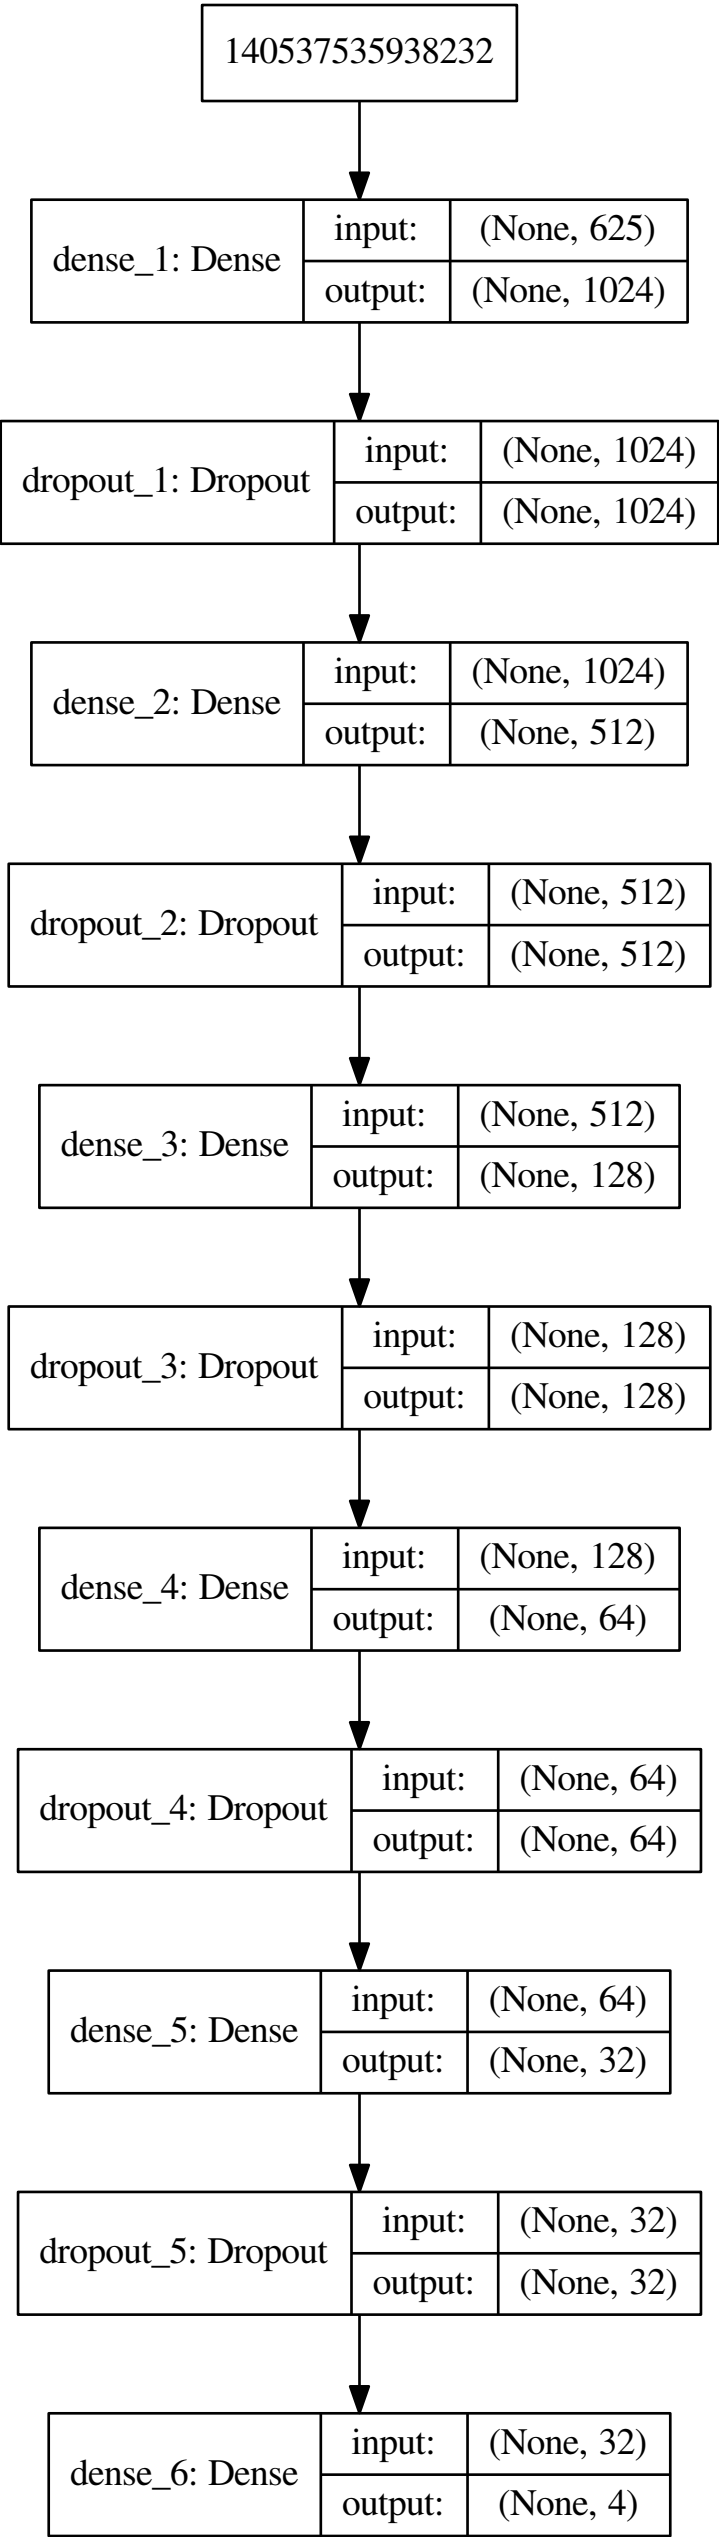 140537535938232
dense_1: Dense
input:
(None, 625)
output:
(None, 1024)
dropout_1: Dropout
input:
(None, 1024)
output:
(None, 1024)
dense_2: Dense
input:
(None, 1024)
output:
(None, 512)
dropout_2: Dropout
input:
(None, 512)
output:
(None, 512)
dense_3: Dense
input:
(None, 512)
output:
(None, 128)
dropout_3: Dropout
input:
(None, 128)
output:
(None, 128)
dense_4: Dense
input:
(None, 128)
output:
(None, 64)
dropout_4: Dropout
input:
(None, 64)
output:
(None, 64)
dense_5: Dense
input:
(None, 64)
output:
(None, 32)
dropout_5: Dropout
input:
(None, 32)
output:
(None, 32)
dense_6: Dense
input:
(None, 32)
output:
(None, 4)